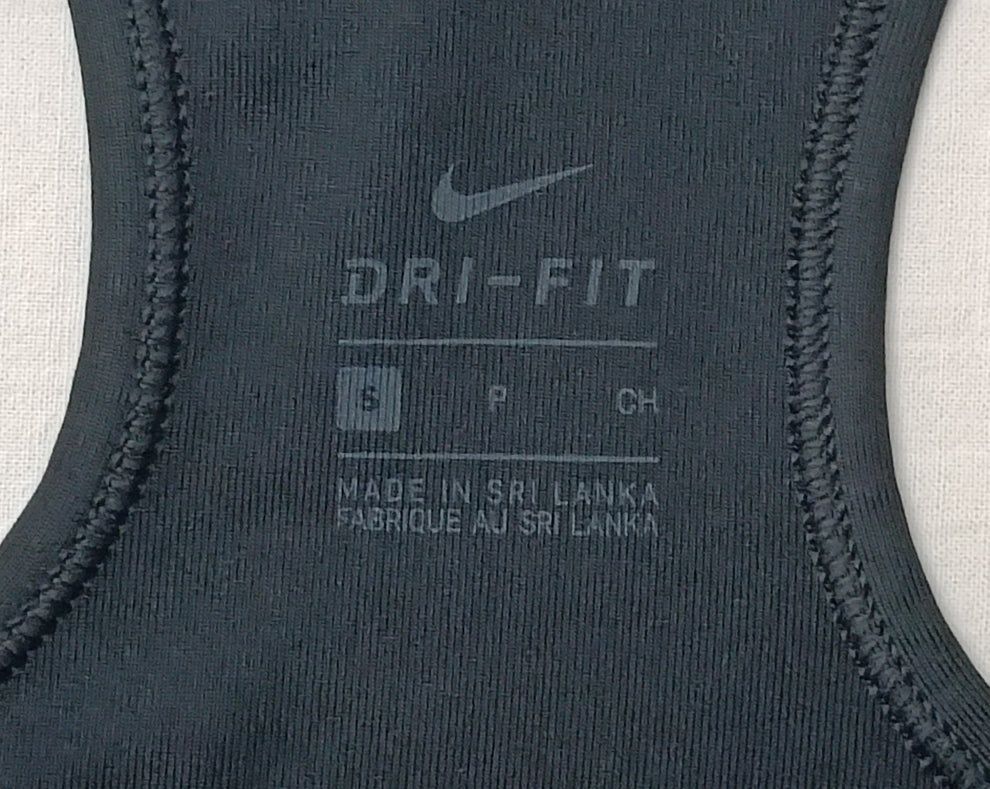 DRI-FIT
S P CH
MADE IN SRI LANKA
FABRIQUE AU SRI LANKA